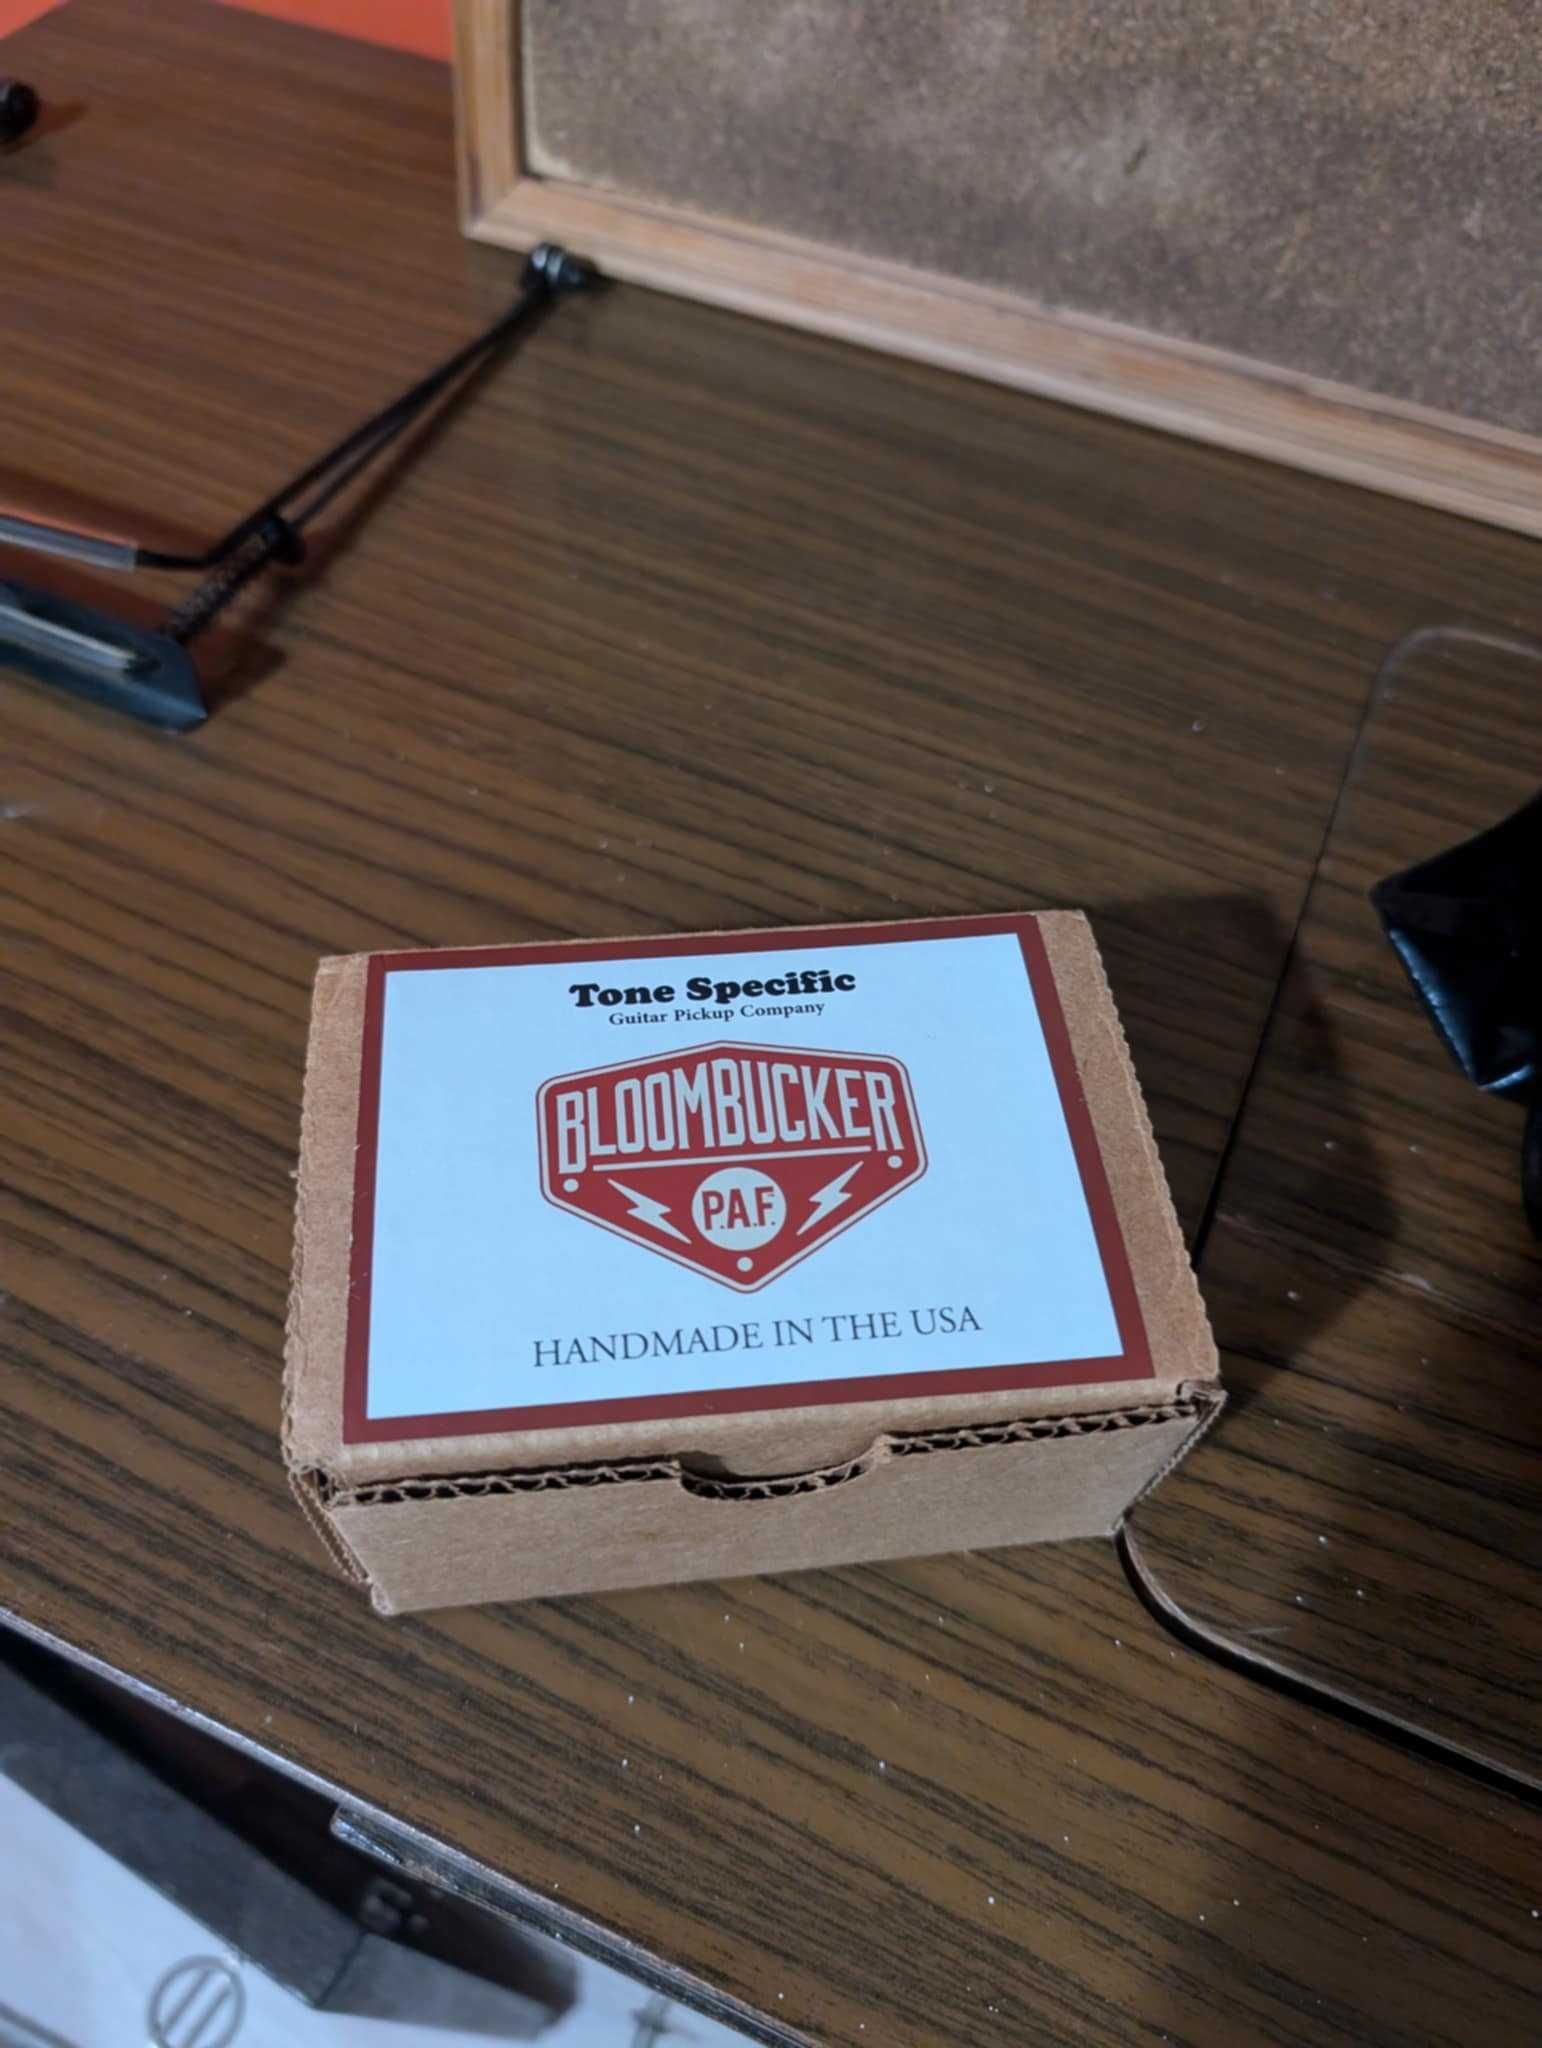 Tone Specific
Guitar Pickup Company
BLOOMBUCKER
P.A.F.
HANDMADE IN THE USA